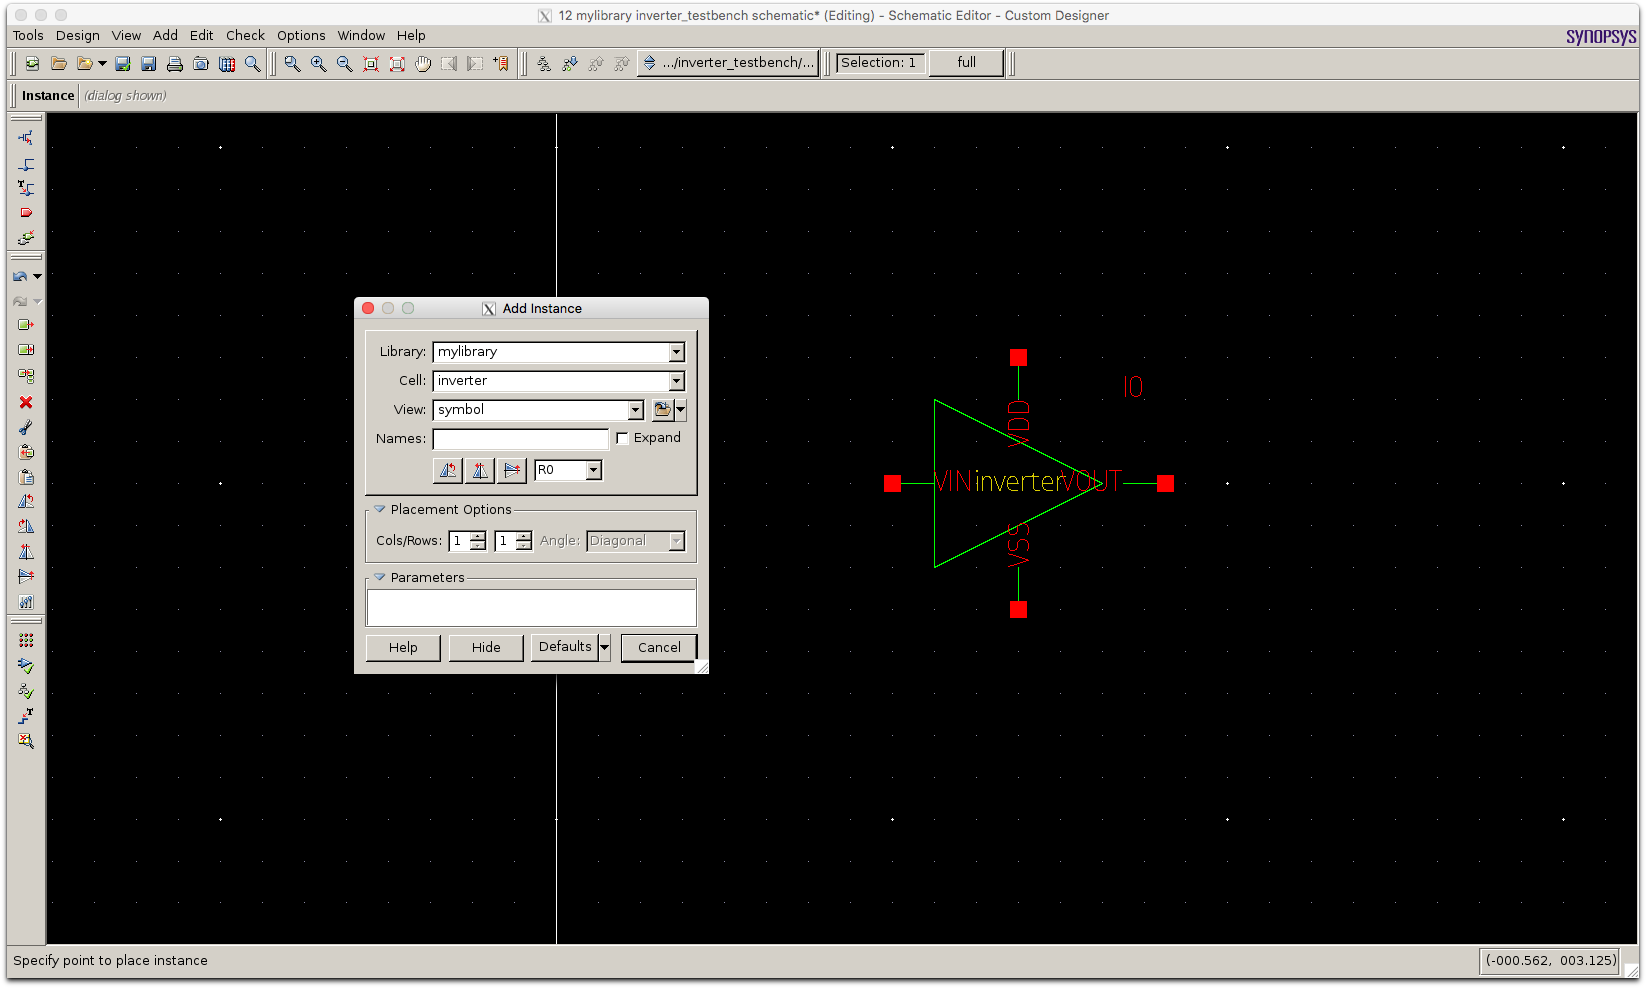 12 mylibrary inverter_testbench schematic* (Editing) - Schematic Editor - Custom Designer
Tools Design View Add Edit Check Options Window Help
SYNOPSYS
.../inverter_testbench/... Selection: 1 full
Instance (dialog shown)
Add Instance
Library: mylibrary
Cell: inverter
View: symbol
Names: Expand
R0
Placement Options
Cols/Rows: 1 1 Angle: Diagonal
Parameters
Help Hide Defaults Cancel
I0
VDD
VIN inverter VOUT
VSS
Specify point to place instance
(-000.562, 003.125)